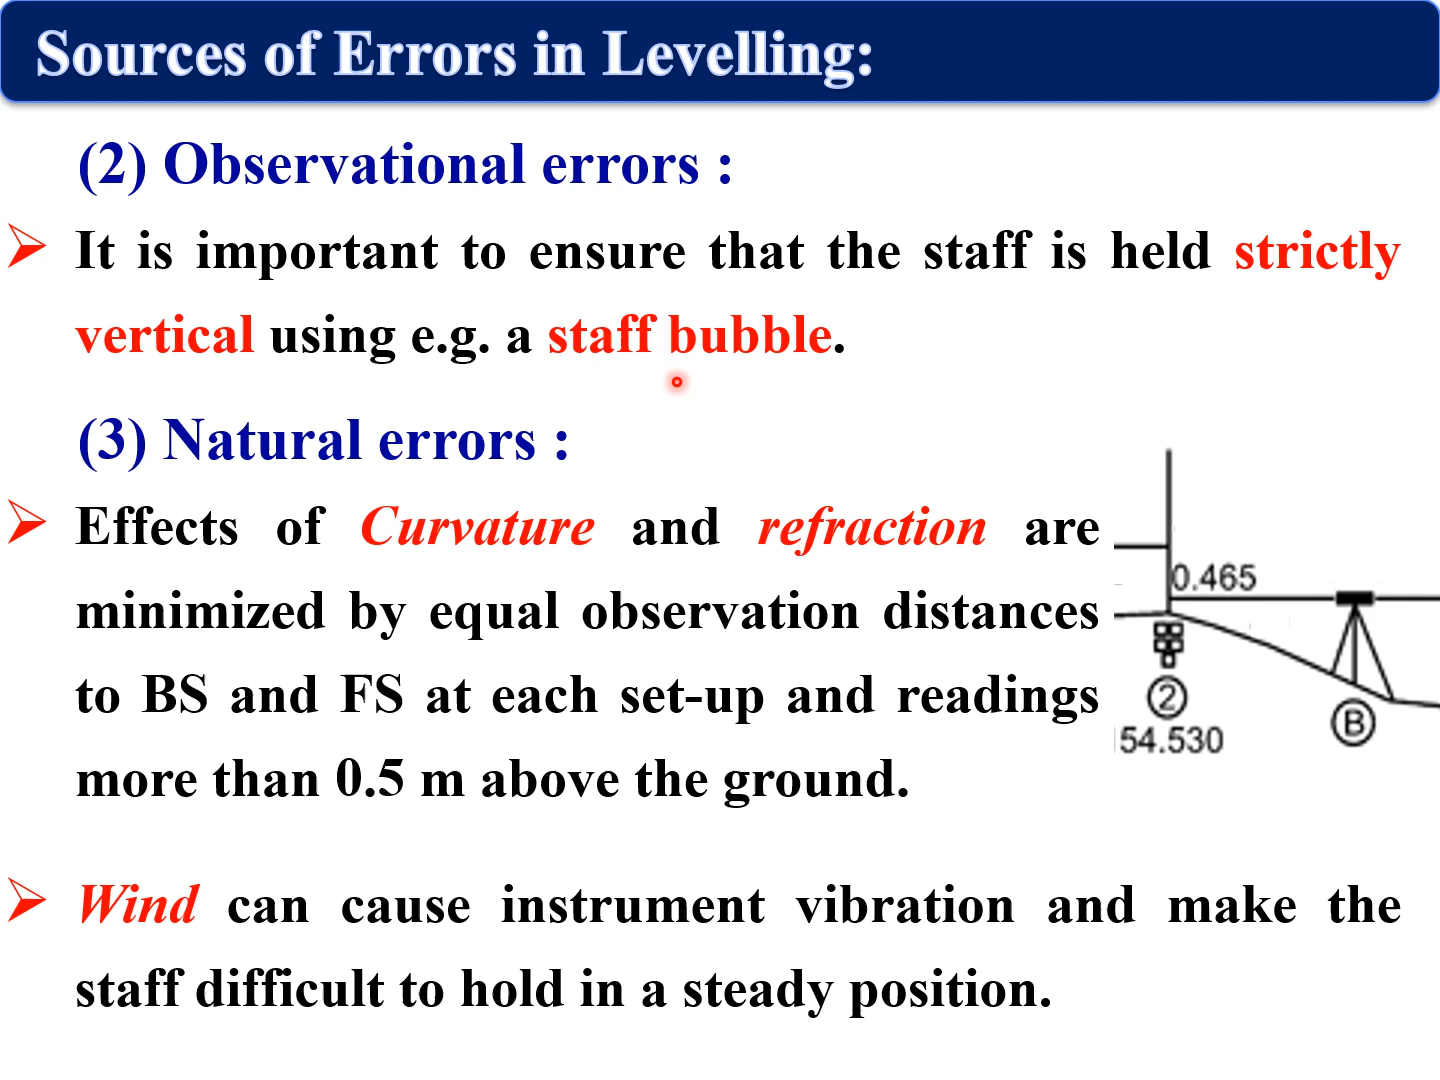 Sources of Errors in Levelling:
(2) Observational errors :
It is important to ensure that the staff is held strictly
vertical using e.g. a staff bubble.
(3) Natural errors :
Effects of Curvature and refraction are
minimized by equal observation distances
to BS and FS at each set-up and readings
more than 0.5 m above the ground.
0.465
2
B
54.530
Wind can cause instrument vibration and make the
staff difficult to hold in a steady position.